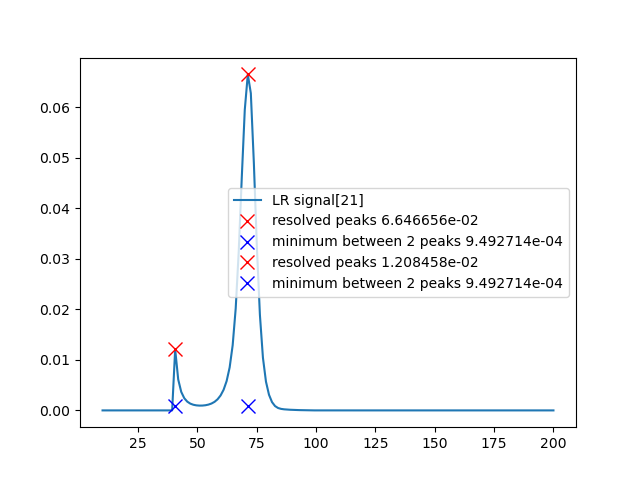 0.06
0.05
0.04
0.03
0.02
0.01
0.00
LR signal[21]
resolved peaks 6.646656e-02
minimum between 2 peaks 9.492714e-04
resolved peaks 1.208458e-02
minimum between 2 peaks 9.492714e-04
25 50 75 100 125 150 175 200